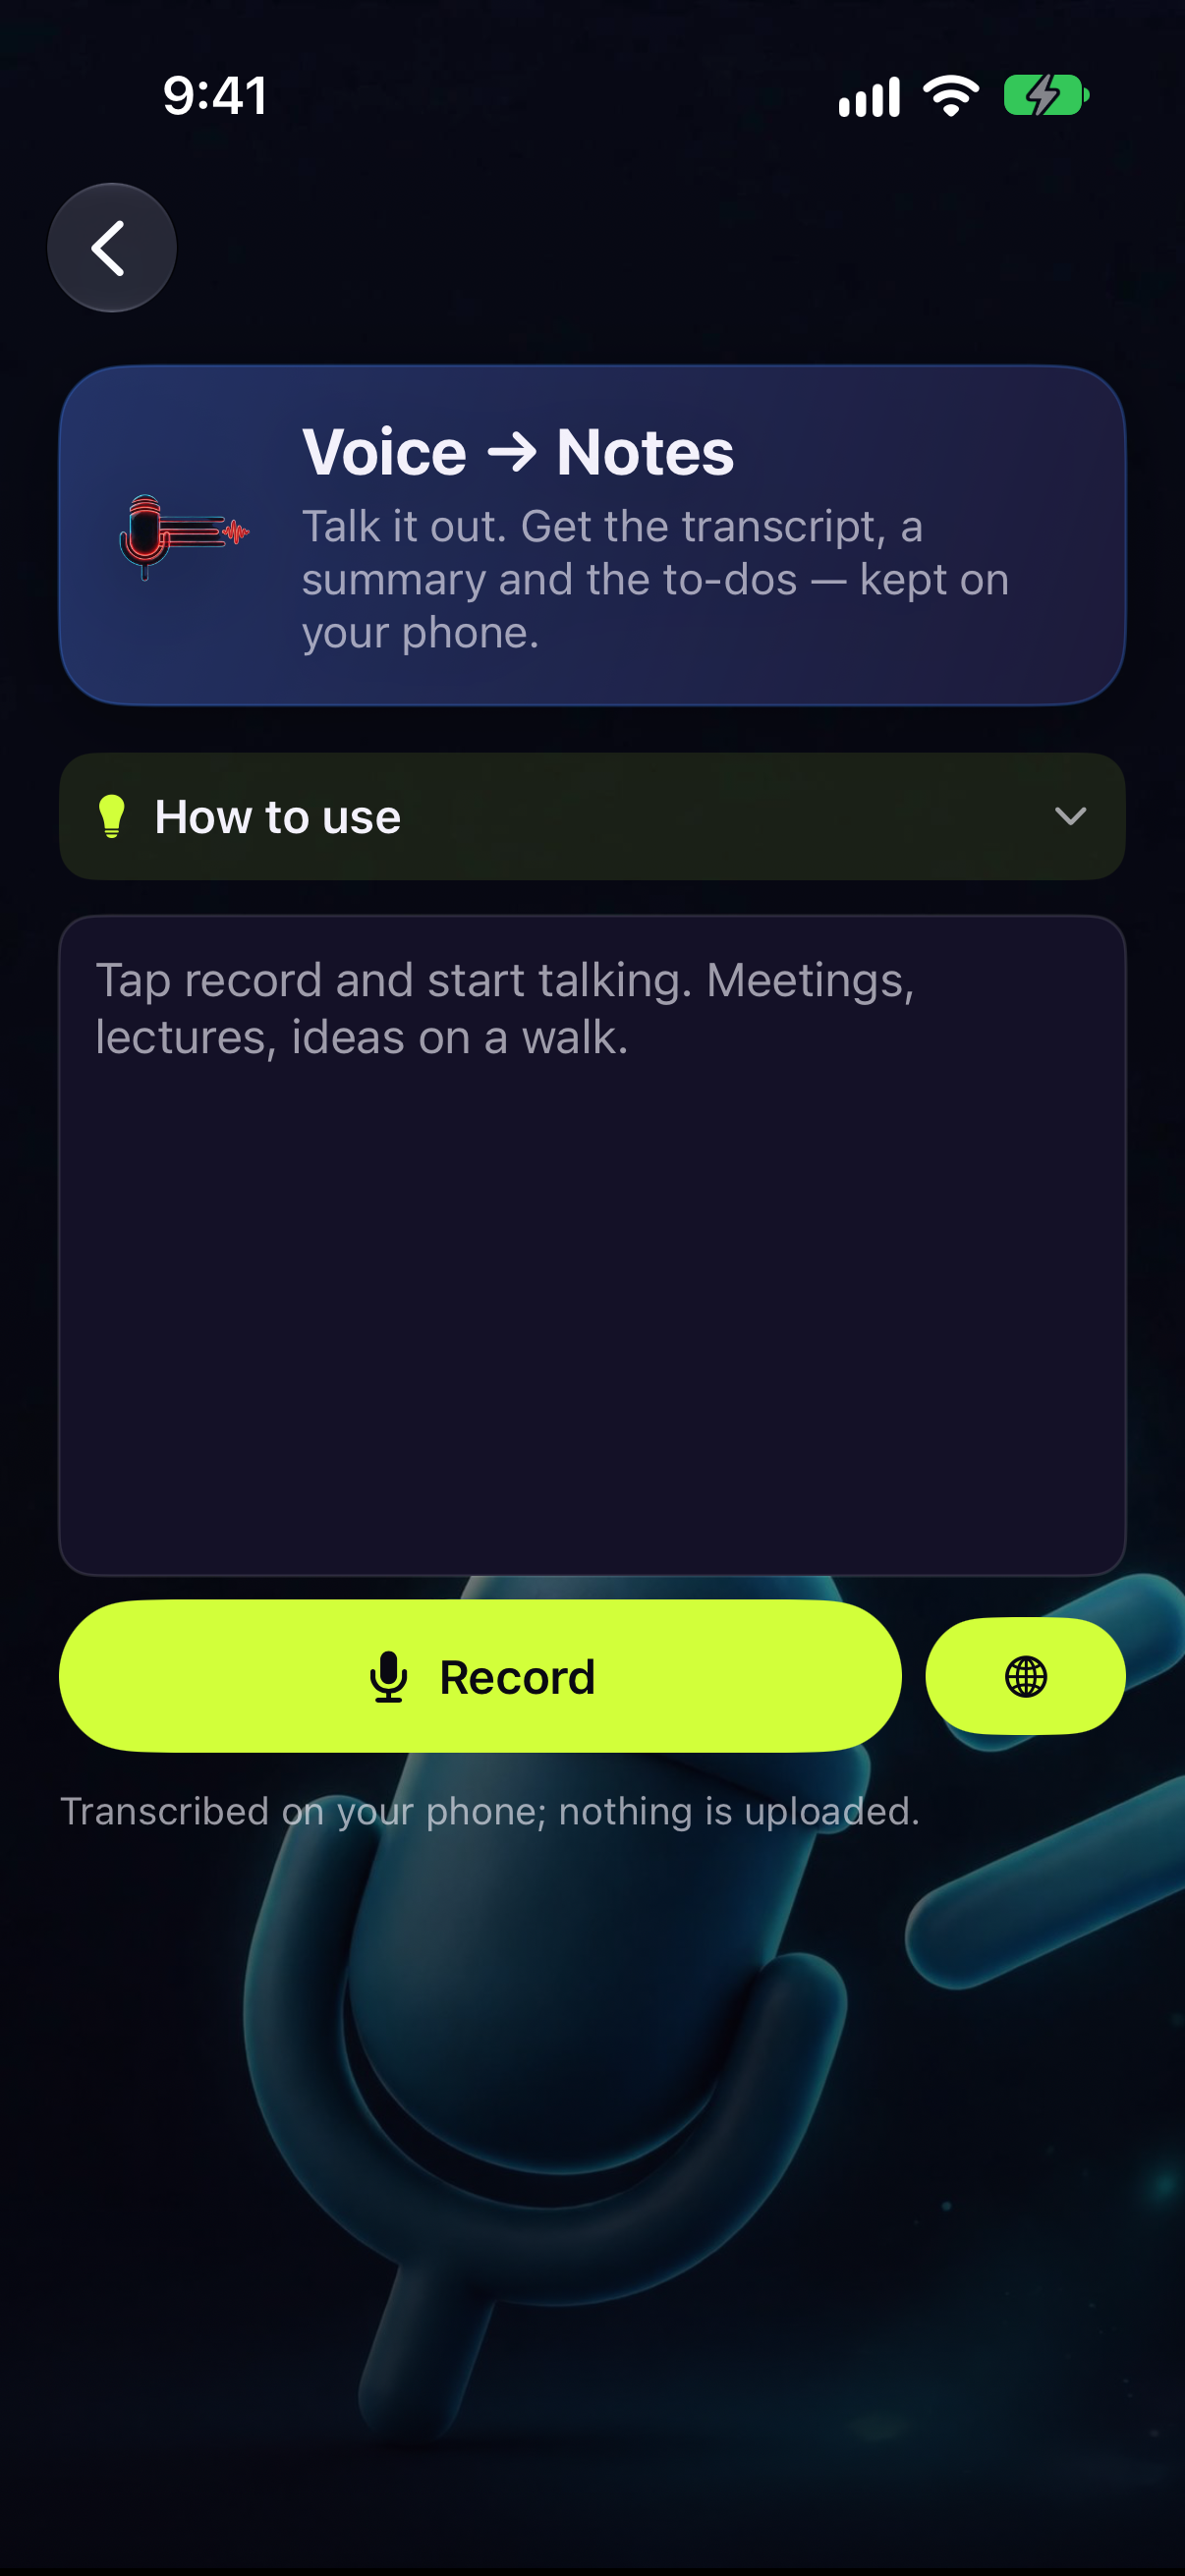 9:41
Voice → Notes
Talk it out. Get the transcript, a
summary and the to-dos — kept on
your phone.
How to use
Tap record and start talking. Meetings,
lectures, ideas on a walk.
Record
Transcribed on your phone; nothing is uploaded.